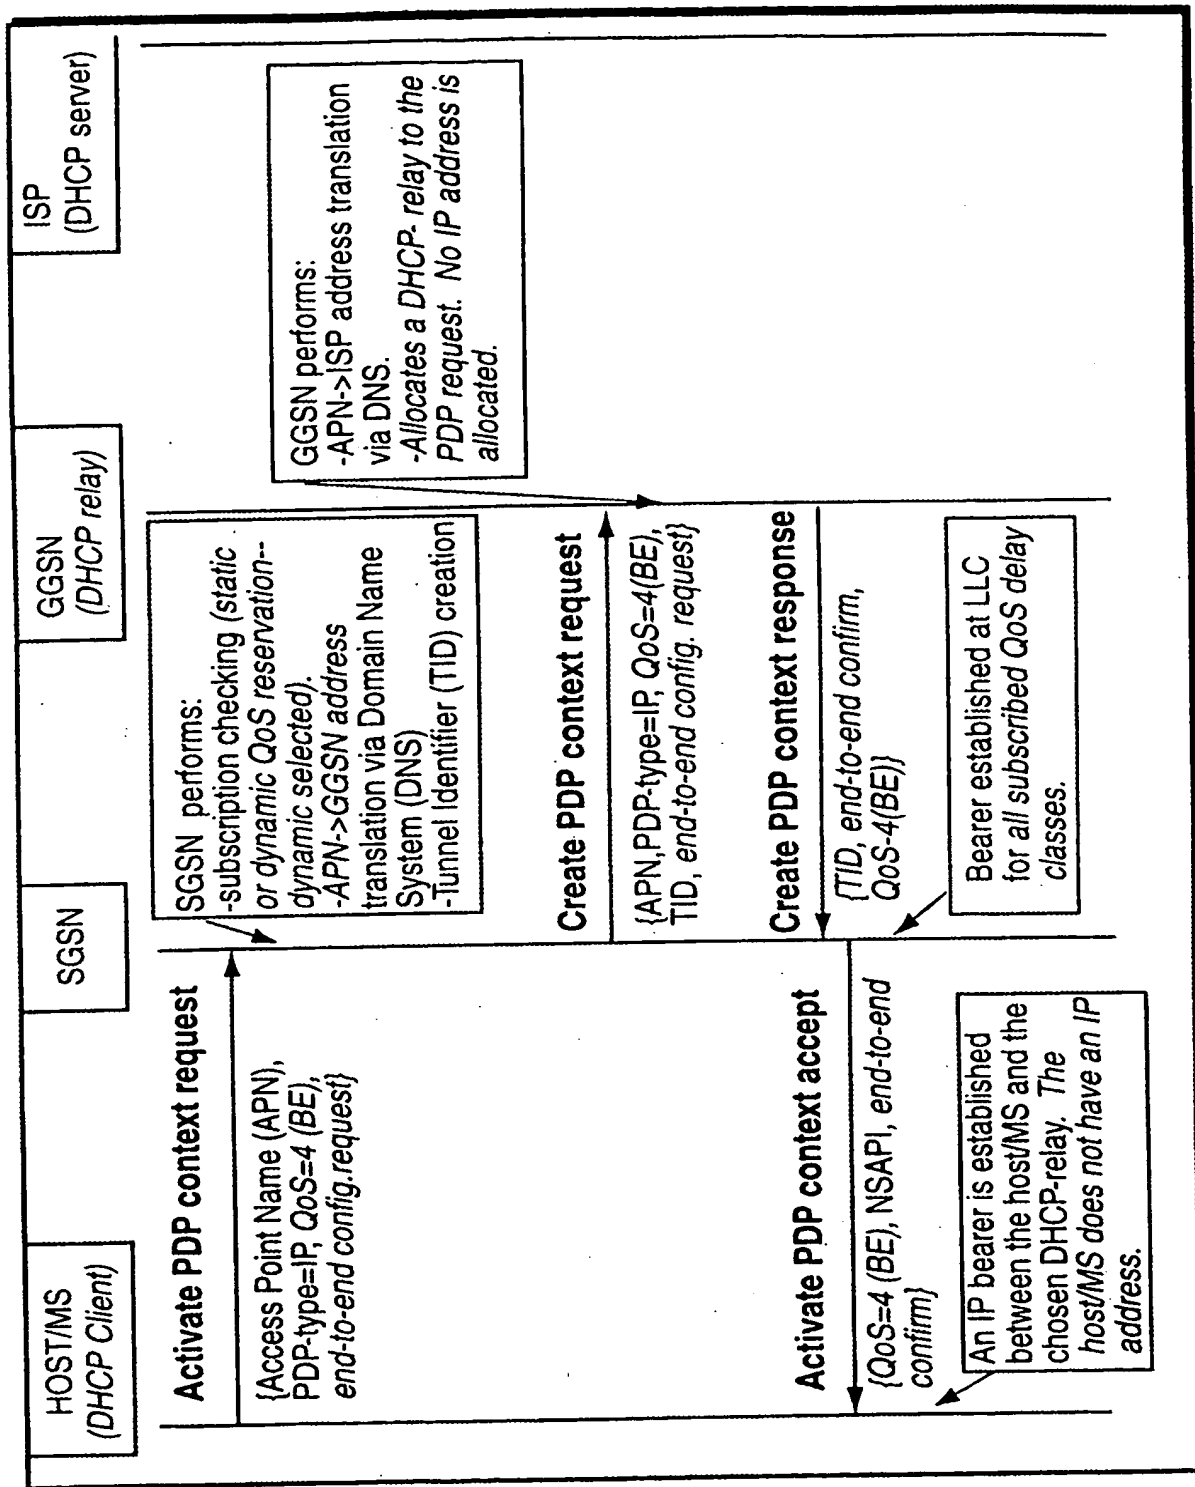 HOST/MS
(DHCP Client)
SGSN
GGSN
(DHCP relay)
ISP
(DHCP server)
Activate PDP context request
{Access Point Name (APN),
PDP-type=IP, QoS=4 (BE),
end-to-end config.request}
SGSN performs:
-subscription checking (static
or dynamic QoS reservation--
dynamic selected).
-APN->GGSN address
translation via Domain Name
System (DNS)
-Tunnel Identifier (TID) creation
Create PDP context request
{APN,PDP-type=IP, QoS=4(BE),
TID, end-to-end config. request}
GGSN performs:
-APN->ISP address translation
via DNS.
-Allocates a DHCP- relay to the
PDP request. No IP address is
allocated.
Create PDP context response
{TID, end-to-end confirm,
QoS-4(BE)}
Bearer established at LLC
for all subscribed QoS delay
classes.
Activate PDP context accept
{QoS=4 (BE), NSAPI, end-to-end
confirm}
An IP bearer is established
between the host/MS and the
chosen DHCP-relay. The
host/MS does not have an IP
address.